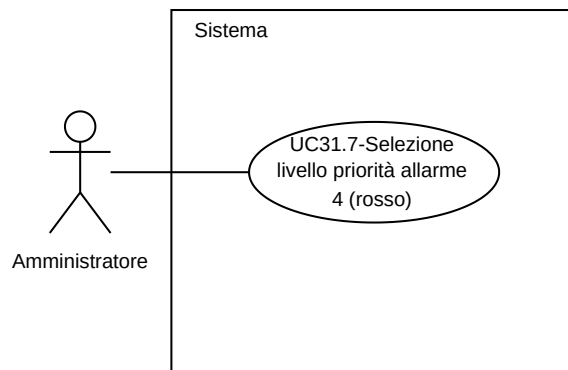 Sistema
UC31.7-Selezione
livello priorità allarme
4 (rosso)
Amministratore